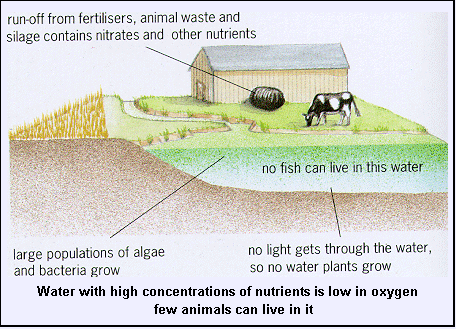 run-off from fertilisers, animal waste and
silage contains nitrates and other nutrients
no fish can live in this water
large populations of algae
and bacteria grow
no light gets through the water,
so no water plants grow
Water with high concentrations of nutrients is low in oxygen
few animals can live in it